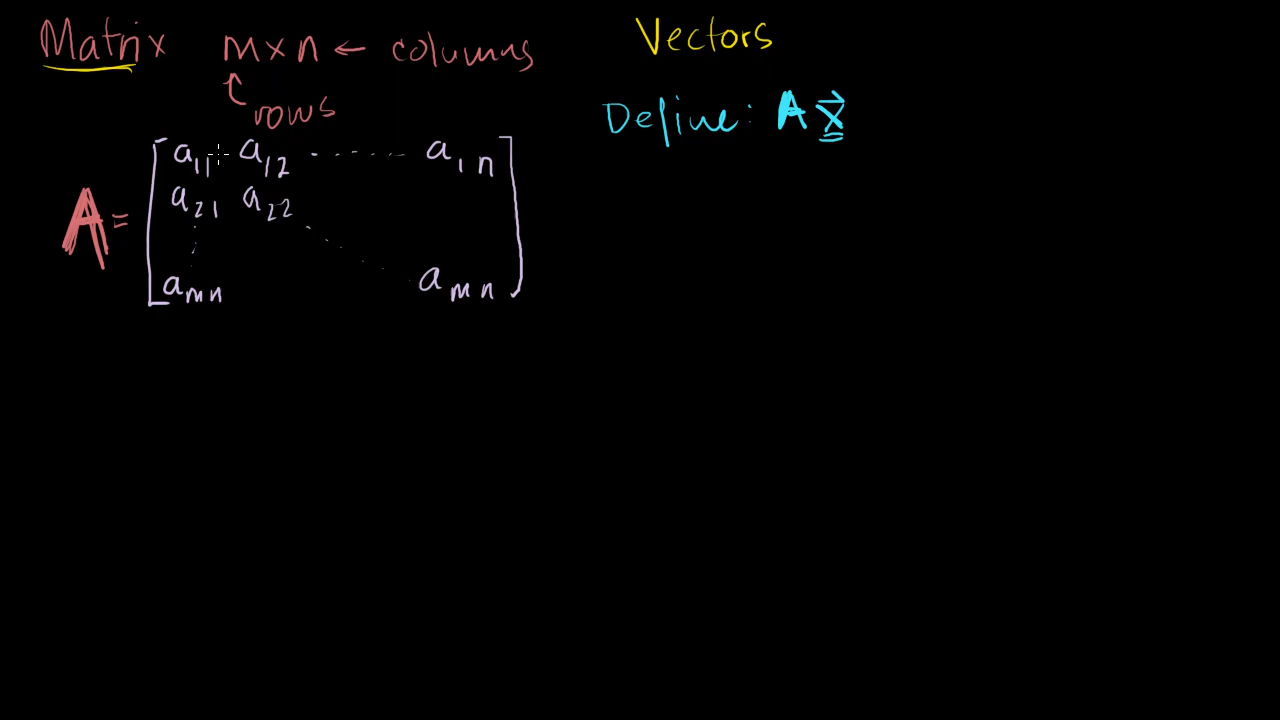 Matrix m×n ← columns
rows
Vectors
Define: A x⃗
A = [ a₁₁ a₁₂ ...... a₁n
a₂₁ a₂₂
amn amn ]